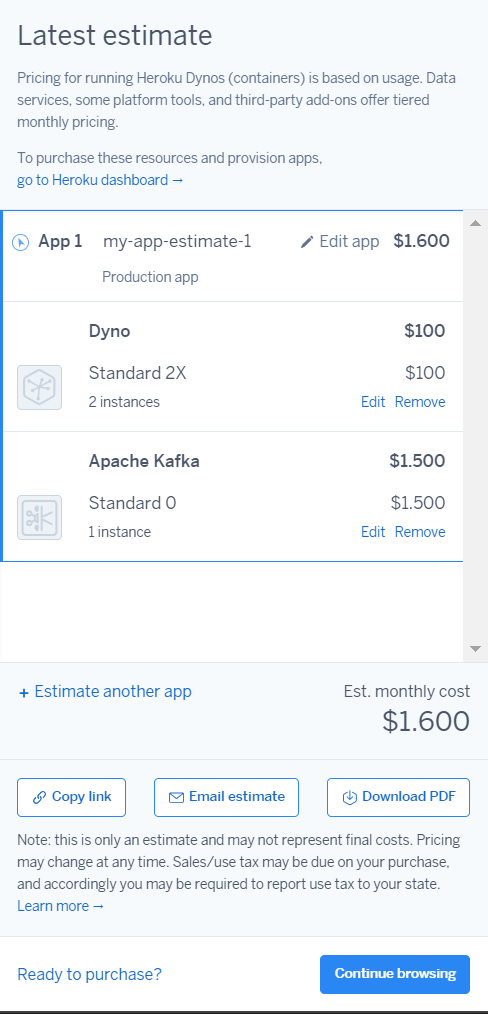 Latest estimate
Pricing for running Heroku Dynos (containers) is based on usage. Data
services, some platform tools, and third-party add-ons offer tiered
monthly pricing.
To purchase these resources and provision apps,
go to Heroku dashboard →
App 1 my-app-estimate-1 Edit app $1.600
Production app
Dyno $100
Standard 2X $100
2 instances Edit Remove
Apache Kafka $1.500
Standard 0 $1.500
1 instance Edit Remove
+ Estimate another app Est. monthly cost
$1.600
Copy link Email estimate Download PDF
Note: this is only an estimate and may not represent final costs. Pricing
may change at any time. Sales/use tax may be due on your purchase,
and accordingly you may be required to report use tax to your state.
Learn more →
Ready to purchase? Continue browsing